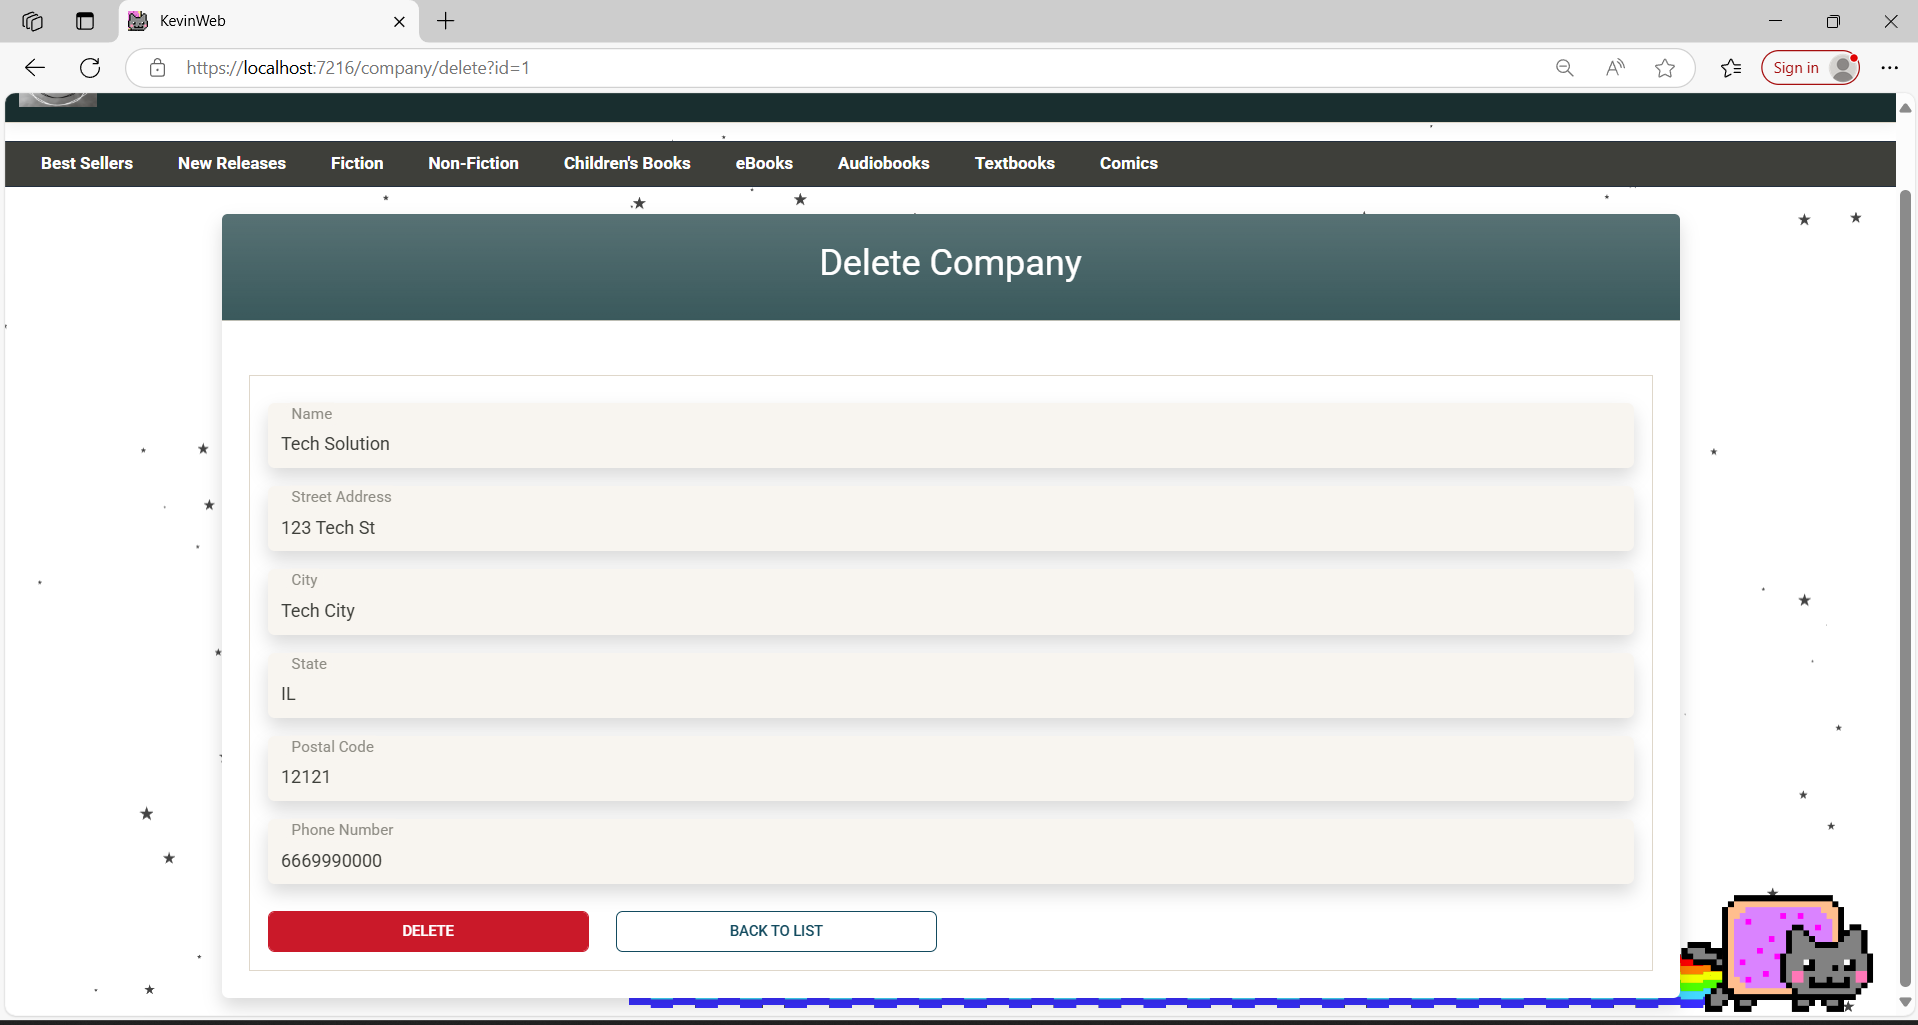 KevinWeb
https://localhost:7216/company/delete?id=1
Sign in
Best Sellers New Releases Fiction Non-Fiction Children's Books eBooks Audiobooks Textbooks Comics
Delete Company
Name
Tech Solution
Street Address
123 Tech St
City
Tech City
State
IL
Postal Code
12121
Phone Number
6669990000
DELETE BACK TO LIST